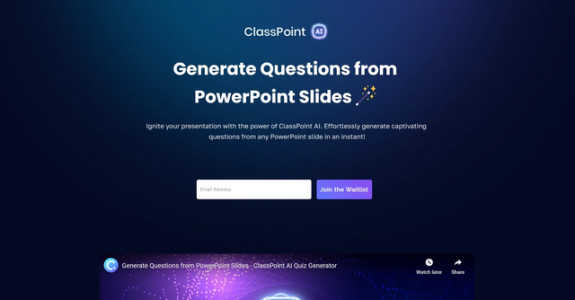 ClassPoint AI
Generate Questions from
PowerPoint Slides
Ignite your presentation with the power of ClassPoint AI. Effortlessly generate captivating
questions from any PowerPoint slide in an instant!
Email Address
Join the Waitlist
Generate Questions from PowerPoint Slides - ClassPoint AI Quiz Generator
Watch later
Share